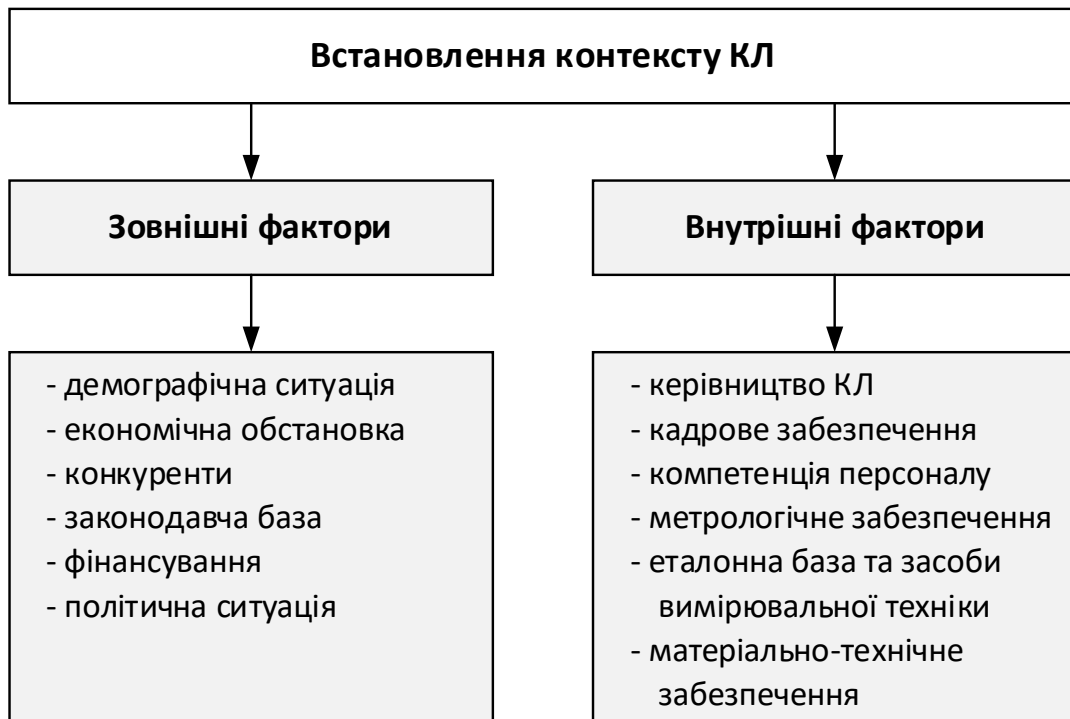 Встановлення контексту КЛ
Зовнішні фактори
Внутрішні фактори
- демографічна ситуація
- економічна обстановка
- конкуренти
- законодавча база
- фінансування
- політична ситуація
- керівництво КЛ
- кадрове забезпечення
- компетенція персоналу
- метрологічне забезпечення
- еталонна база та засоби
вимірювальної техніки
- матеріально-технічне
забезпечення